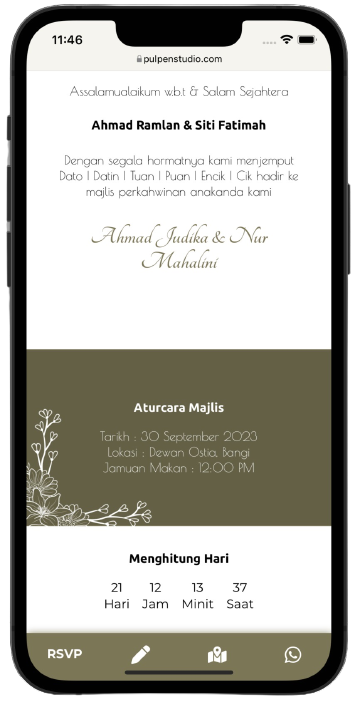 11:46
pulpenstudio.com
Assalamualaikum w.b.t & Salam Sejahtera
Ahmad Ramlan & Siti Fatimah
Dengan segala hormatnya kami menjemput
Dato | Datin | Tuan | Puan | Encik | Cik hadir ke
majlis perkahwinan anakanda kami
Ahmad Judika & Nur
Mahalini
Aturcara Majlis
Tarikh : 30 September 2023
Lokasi : Dewan Ostia, Bangi
Jamuan Makan : 12:00 PM
Menghitung Hari
21 12 13 37
Hari Jam Minit Saat
RSVP